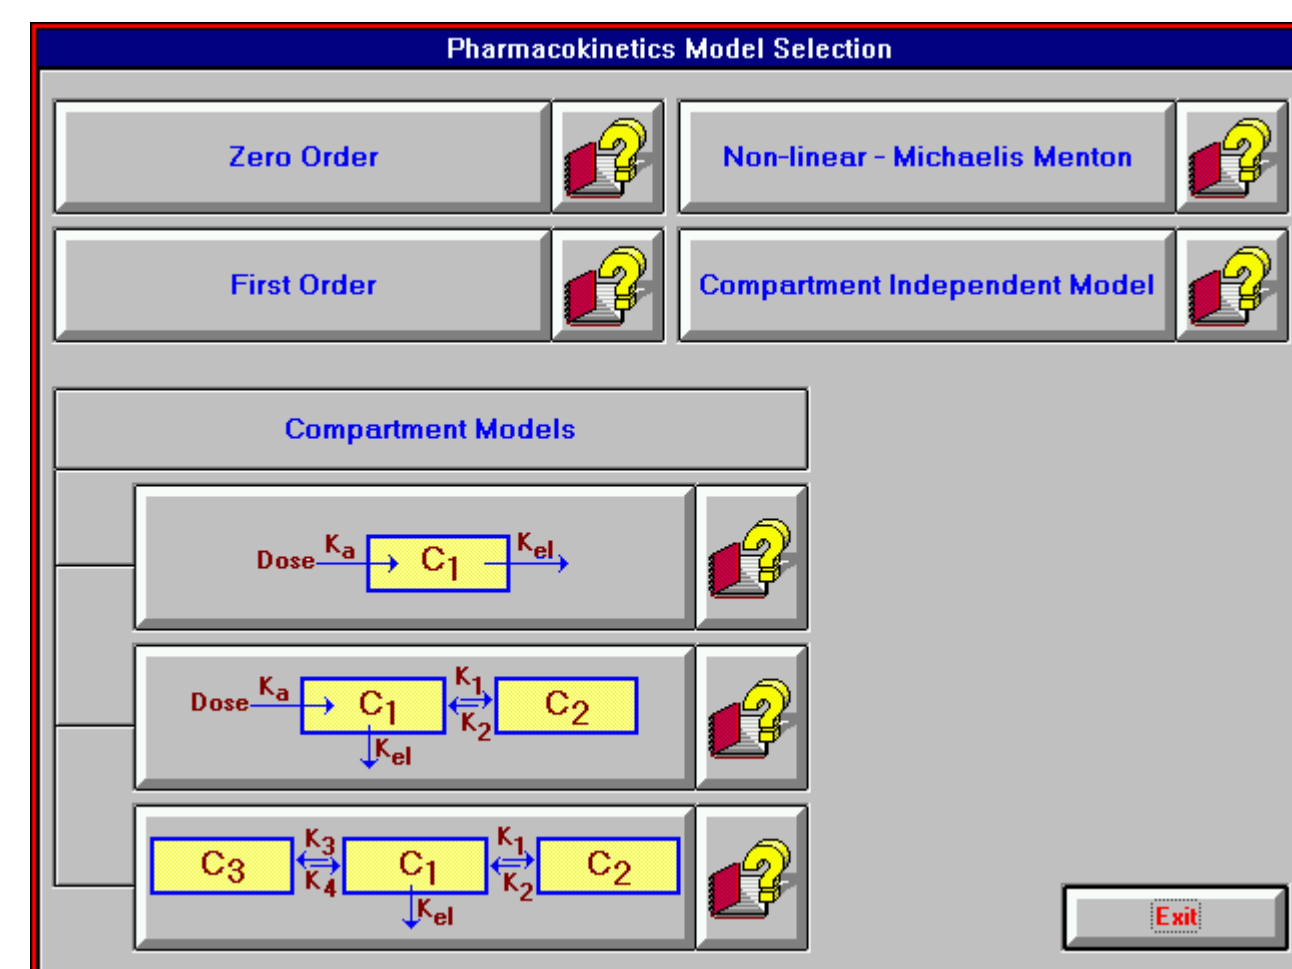 Pharmacokinetics Model Selection
Zero Order
Non-linear - Michaelis Menton
First Order
Compartment Independent Model
Compartment Models
Dose Ka C1 Kel
Dose Ka C1 K1 K2 C2
Kel
C3 K3 K4 C1 K1 K2 C2
Kel
Exit